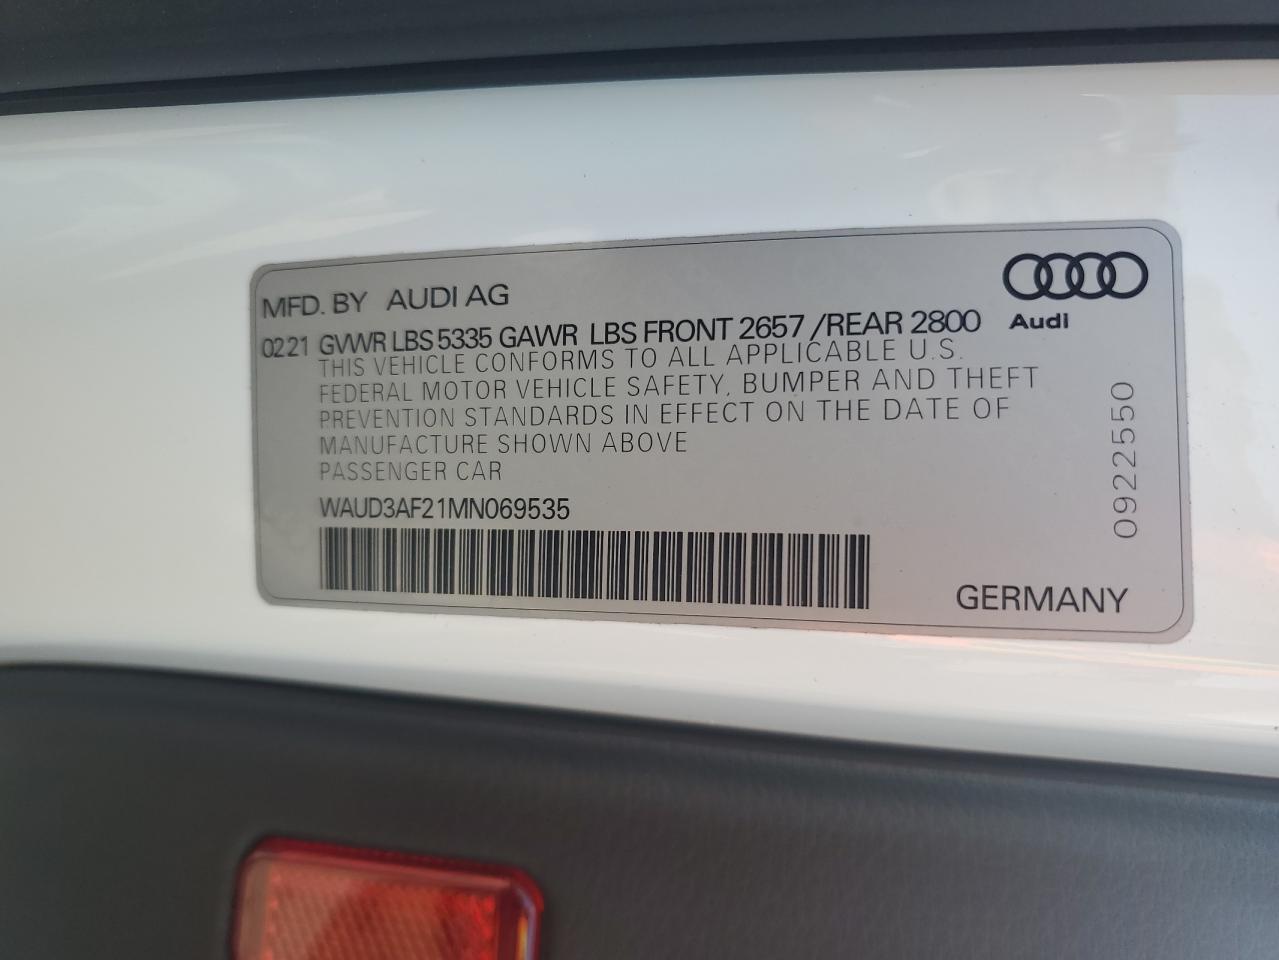 MFD. BY AUDI AG
0221 GVWR LBS 5335 GAWR LBS FRONT 2657 /REAR 2800
THIS VEHICLE CONFORMS TO ALL APPLICABLE U.S.
FEDERAL MOTOR VEHICLE SAFETY, BUMPER AND THEFT
PREVENTION STANDARDS IN EFFECT ON THE DATE OF
MANUFACTURE SHOWN ABOVE
PASSENGER CAR
WAUD3AF21MN069535
Audi
0922550
GERMANY